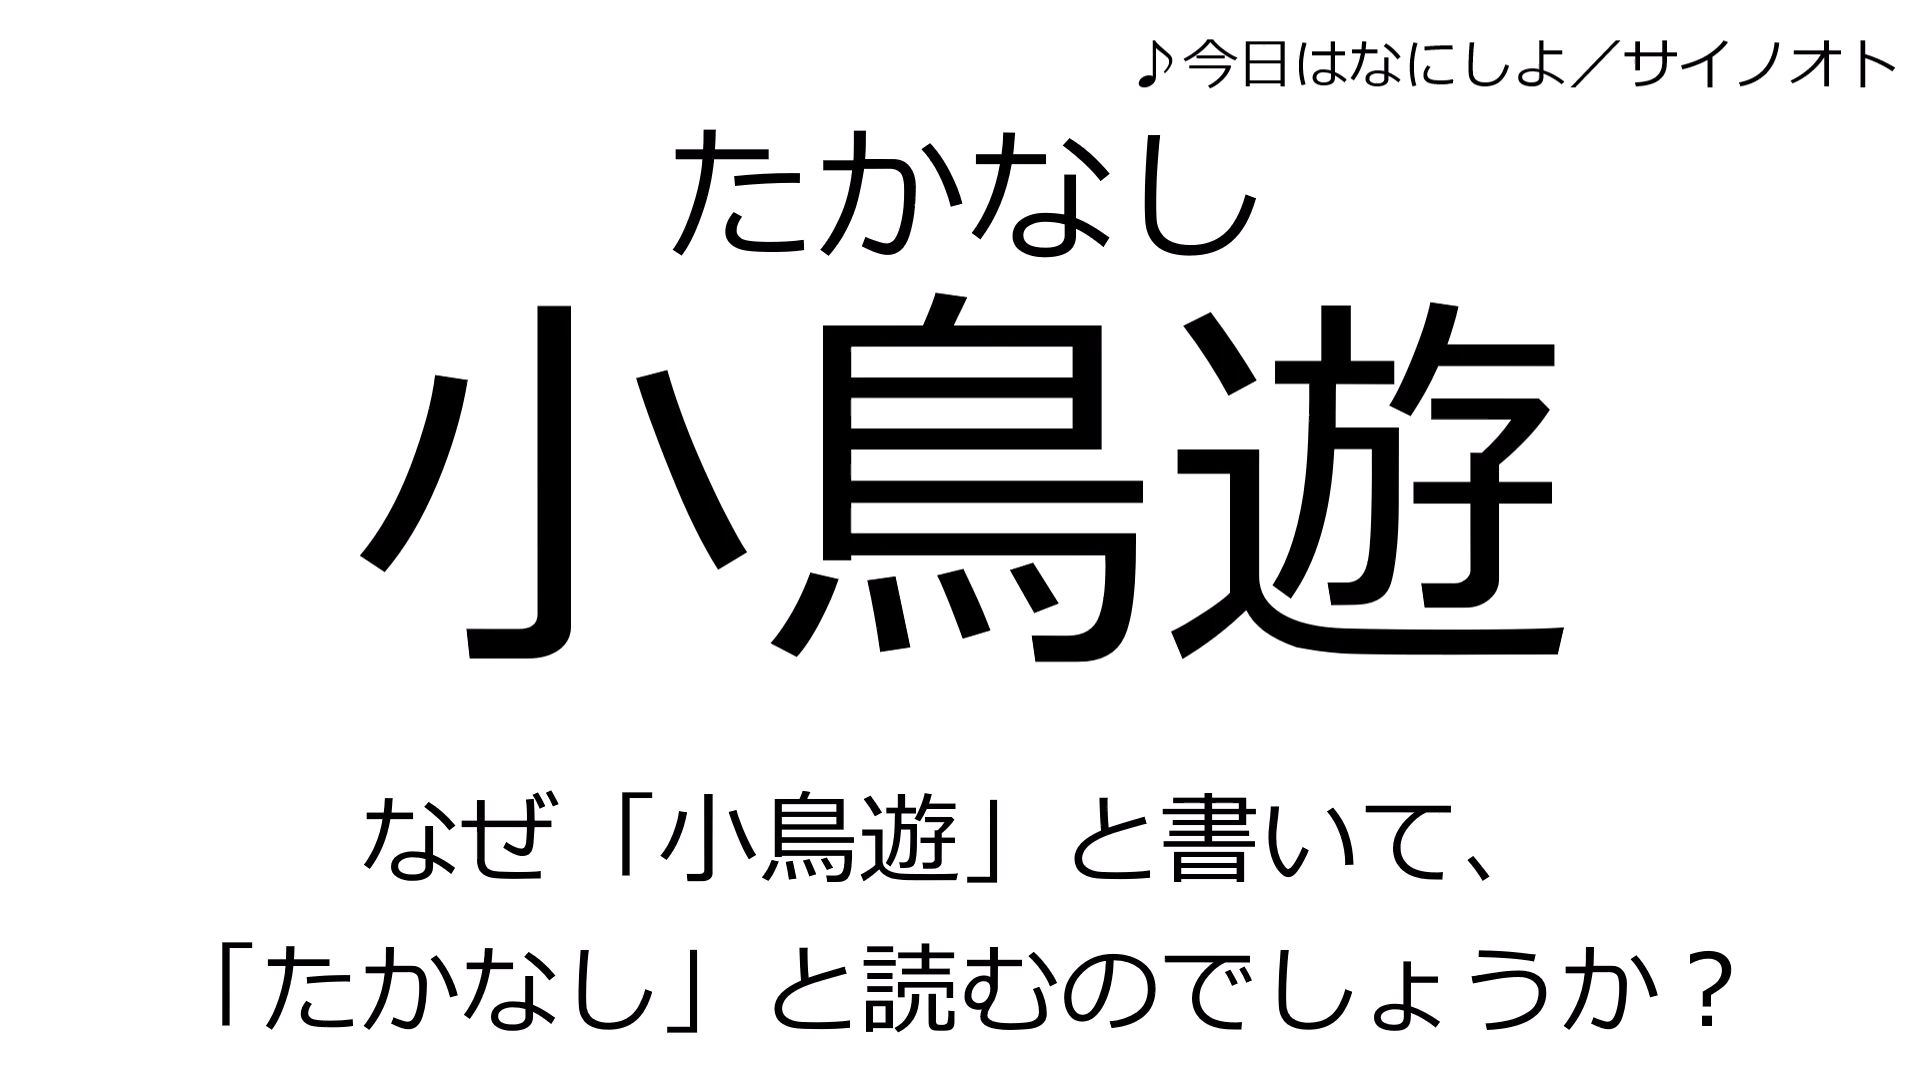 ♪今日はなにしよ／サイノオト
たかなし
小鳥遊
なぜ「小鳥遊」と書いて、
「たかなし」と読むのでしょうか？